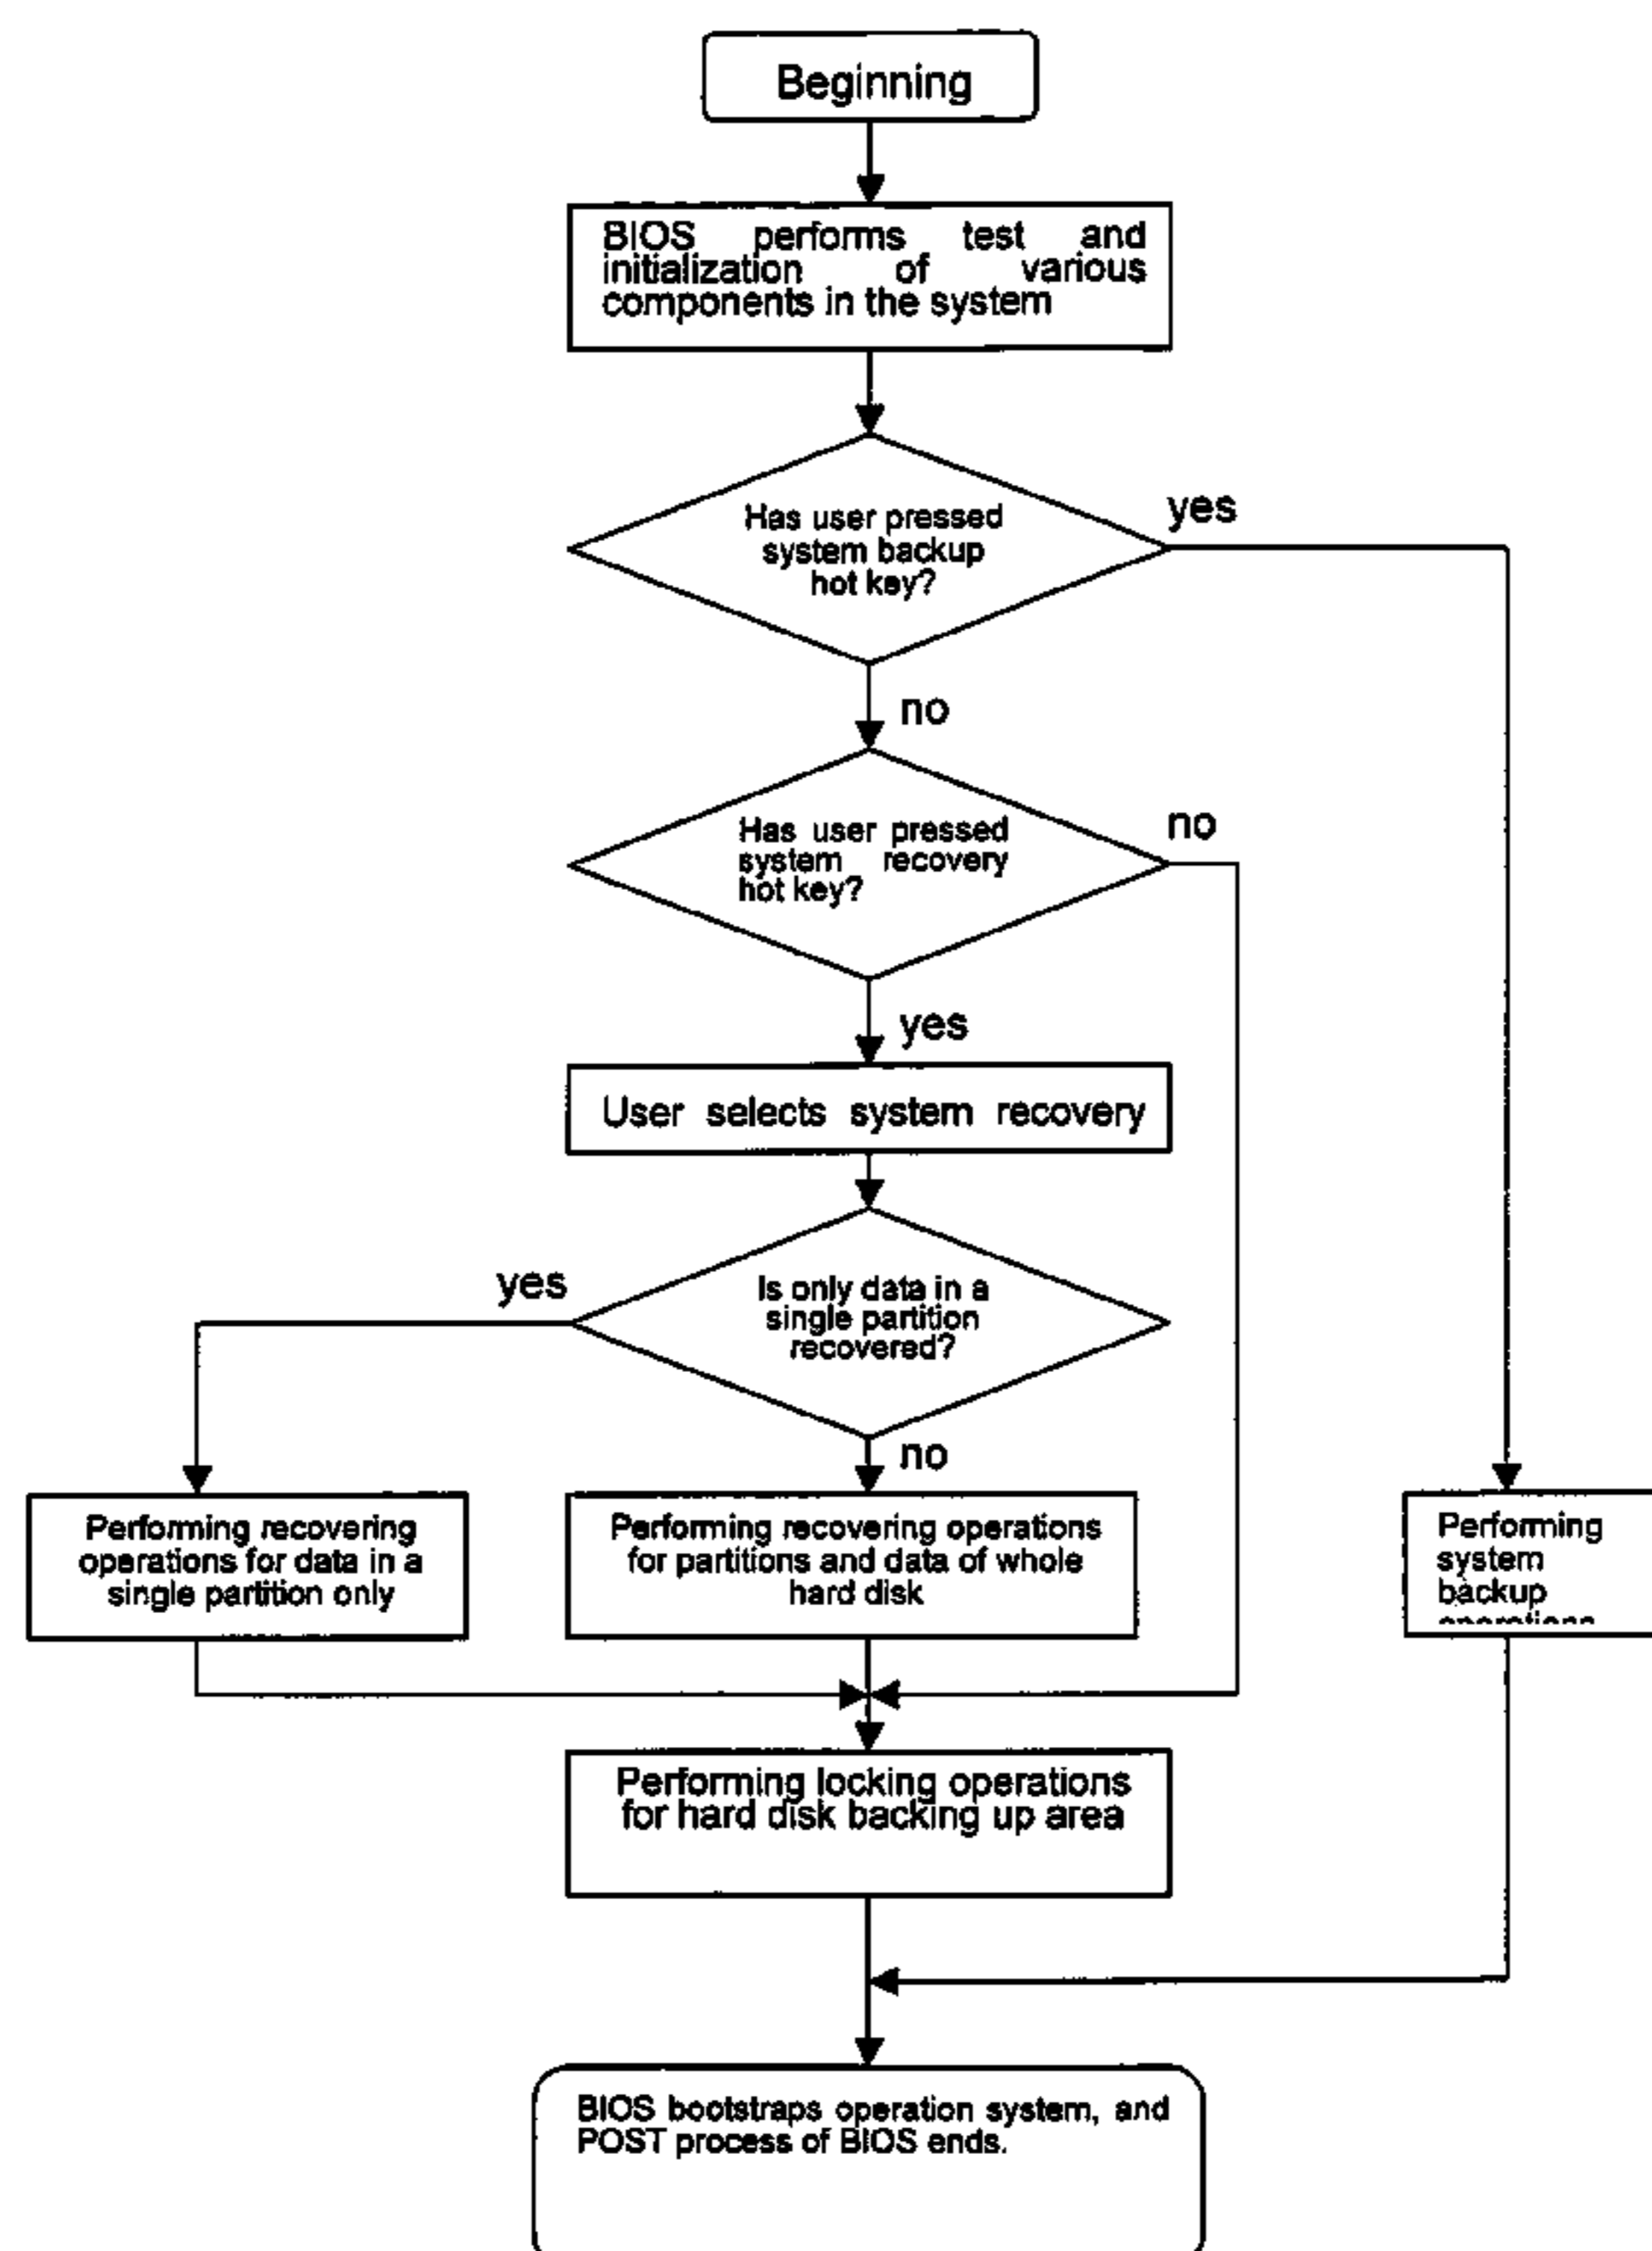 Beginning
BIOS performs test and
initialization of various
components in the system
Has user pressed
system backup
hot key?
yes
no
Has user pressed
system recovery
hot key?
no
yes
User selects system recovery
Is only data in a
single partition
recovered?
yes
no
Performing recovering
operations for data in a
single partition only
Performing recovering operations
for partitions and data of whole
hard disk
Performing
system
backup
Performing locking operations
for hard disk backing up area
BIOS bootstraps operation system, and
POST process of BIOS ends.